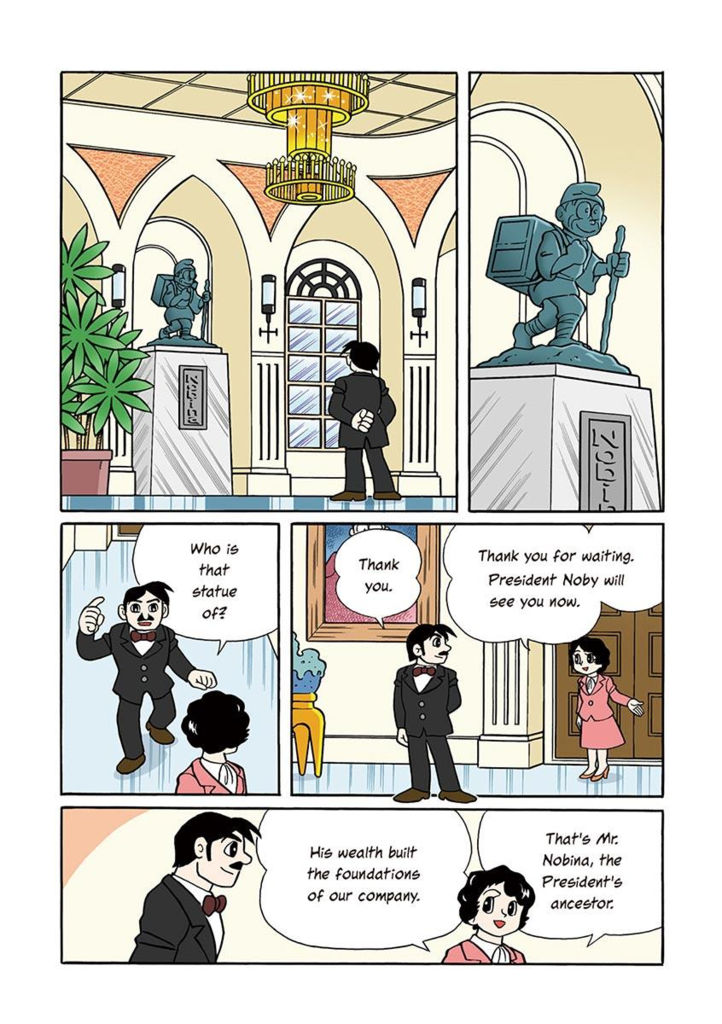 Thank you for waiting.
President Noby will
see you now.
Thank
you.
Who is
that
statue
of?
That's Mr.
Nobina, the
President's
ancestor.
His wealth built
the foundations
of our company.